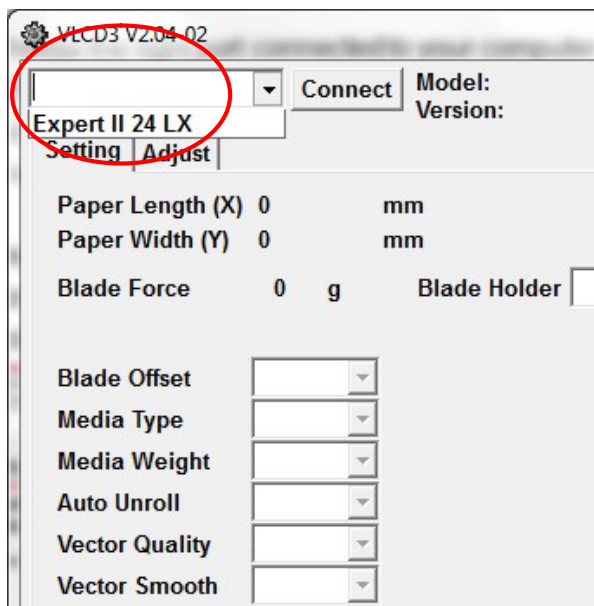 VLCD3 V2.04-02
Connect
Model:
Version:
Expert II 24 LX
Setting Adjust
Paper Length (X) 0 mm
Paper Width (Y) 0 mm
Blade Force 0 g Blade Holder
Blade Offset
Media Type
Media Weight
Auto Unroll
Vector Quality
Vector Smooth